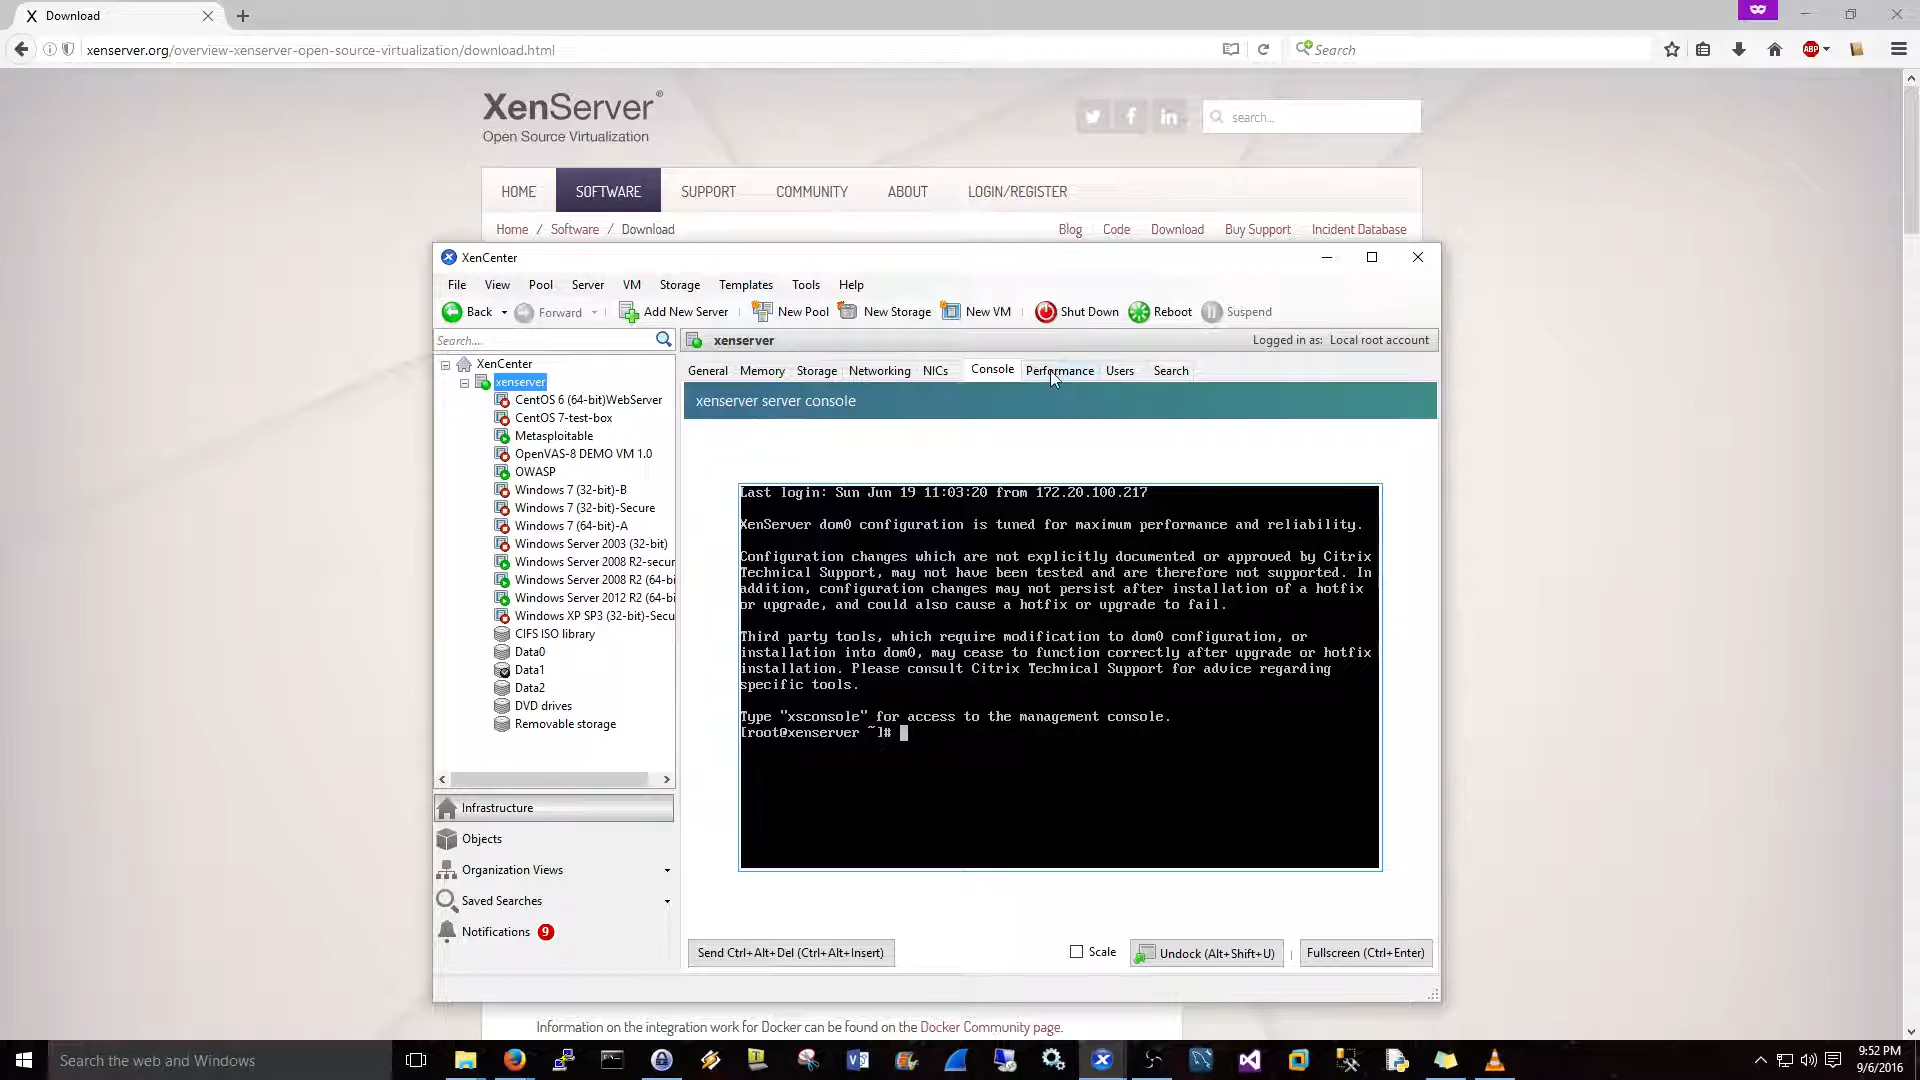 Download
xenserver.org/overview-xenserver-open-source-virtualization/download.html
Search
ABP
XenServer®
Open Source Virtualization
search...
HOME SOFTWARE SUPPORT COMMUNITY ABOUT LOGIN/REGISTER
Home / Software / Download
Blog Code Download Buy Support Incident Database
XenCenter
File View Pool Server VM Storage Templates Tools Help
Back Forward Add New Server New Pool New Storage New VM Shut Down Reboot Suspend
Search...
xenserver
Logged in as: Local root account
XenCenter
xenserver
CentOS 6 (64-bit)WebServer
CentOS 7-test-box
Metasploitable
OpenVAS-8 DEMO VM 1.0
OWASP
Windows 7 (32-bit)-B
Windows 7 (32-bit)-Secure
Windows 7 (64-bit)-A
Windows Server 2003 (32-bit)
Windows Server 2008 R2-secur
Windows Server 2008 R2 (64-bi
Windows Server 2012 R2 (64-bi
Windows XP SP3 (32-bit)-Secu
CIFS ISO library
Data0
Data1
Data2
DVD drives
Removable storage
Infrastructure
Objects
Organization Views
Saved Searches
Notifications 9
General Memory Storage Networking NICs Console Performance Users Search
xenserver server console
Last login: Sun Jun 19 11:03:20 from 172.20.100.217
XenServer dom0 configuration is tuned for maximum performance and reliability.
Configuration changes which are not explicitly documented or approved by Citrix
Technical Support, may not have been tested and are therefore not supported. In
addition, configuration changes may not persist after installation of a hotfix
or upgrade, and could also cause a hotfix or upgrade to fail.
Third party tools, which require modification to dom0 configuration, or
installation into dom0, may cease to function correctly after upgrade or hotfix
installation. Please consult Citrix Technical Support for advice regarding
specific tools.
Type "xsconsole" for access to the management console.
[root@xenserver ~]#
Send Ctrl+Alt+Del (Ctrl+Alt+Insert)
Scale
Undock (Alt+Shift+U)
Fullscreen (Ctrl+Enter)
Information on the integration work for Docker can be found on the Docker Community page.
Search the web and Windows
9:52 PM
9/6/2016